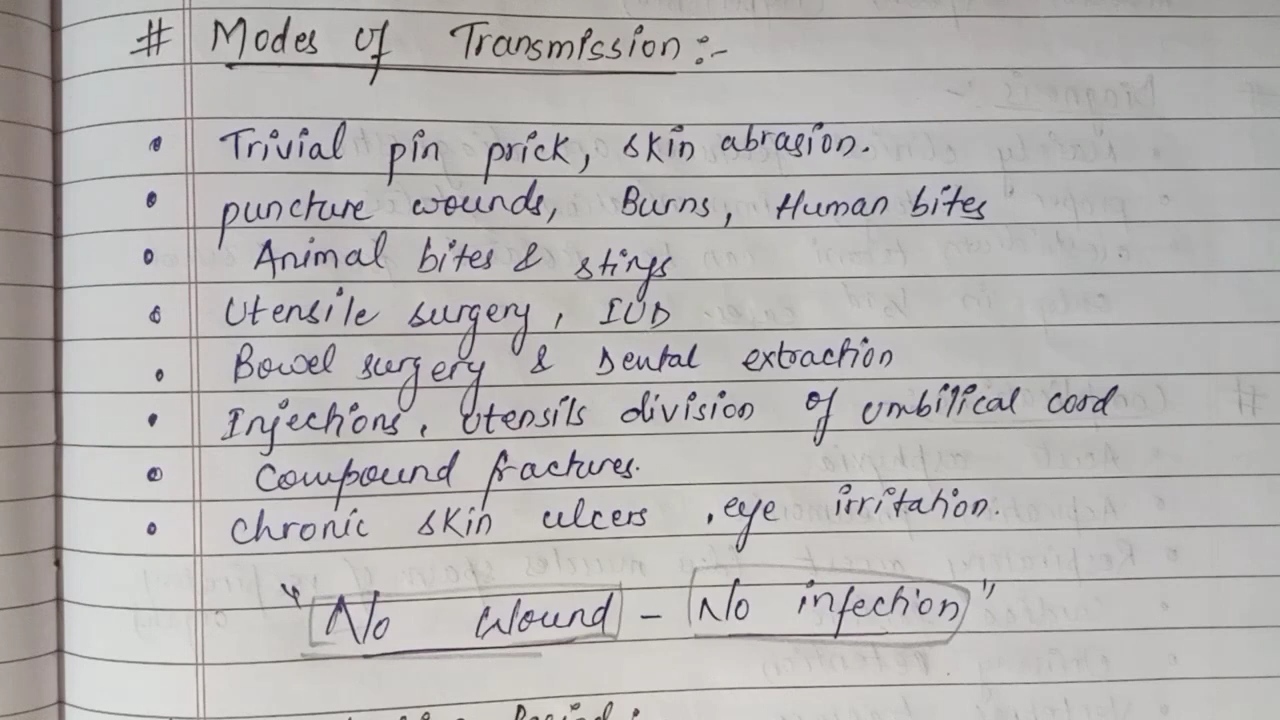 # Modes of Transmission :-
• Trivial pin prick, skin abrasion.
• puncture wounds, Burns, Human bites
• Animal bites & stings
• Utensile surgery, IUD
• Bowel surgery & Dental extraction
• Injections, Utensils division of umbilical cord
• Compound fractures.
• chronic skin ulcers, eye irritation.
"No wound - No infection"
Period :